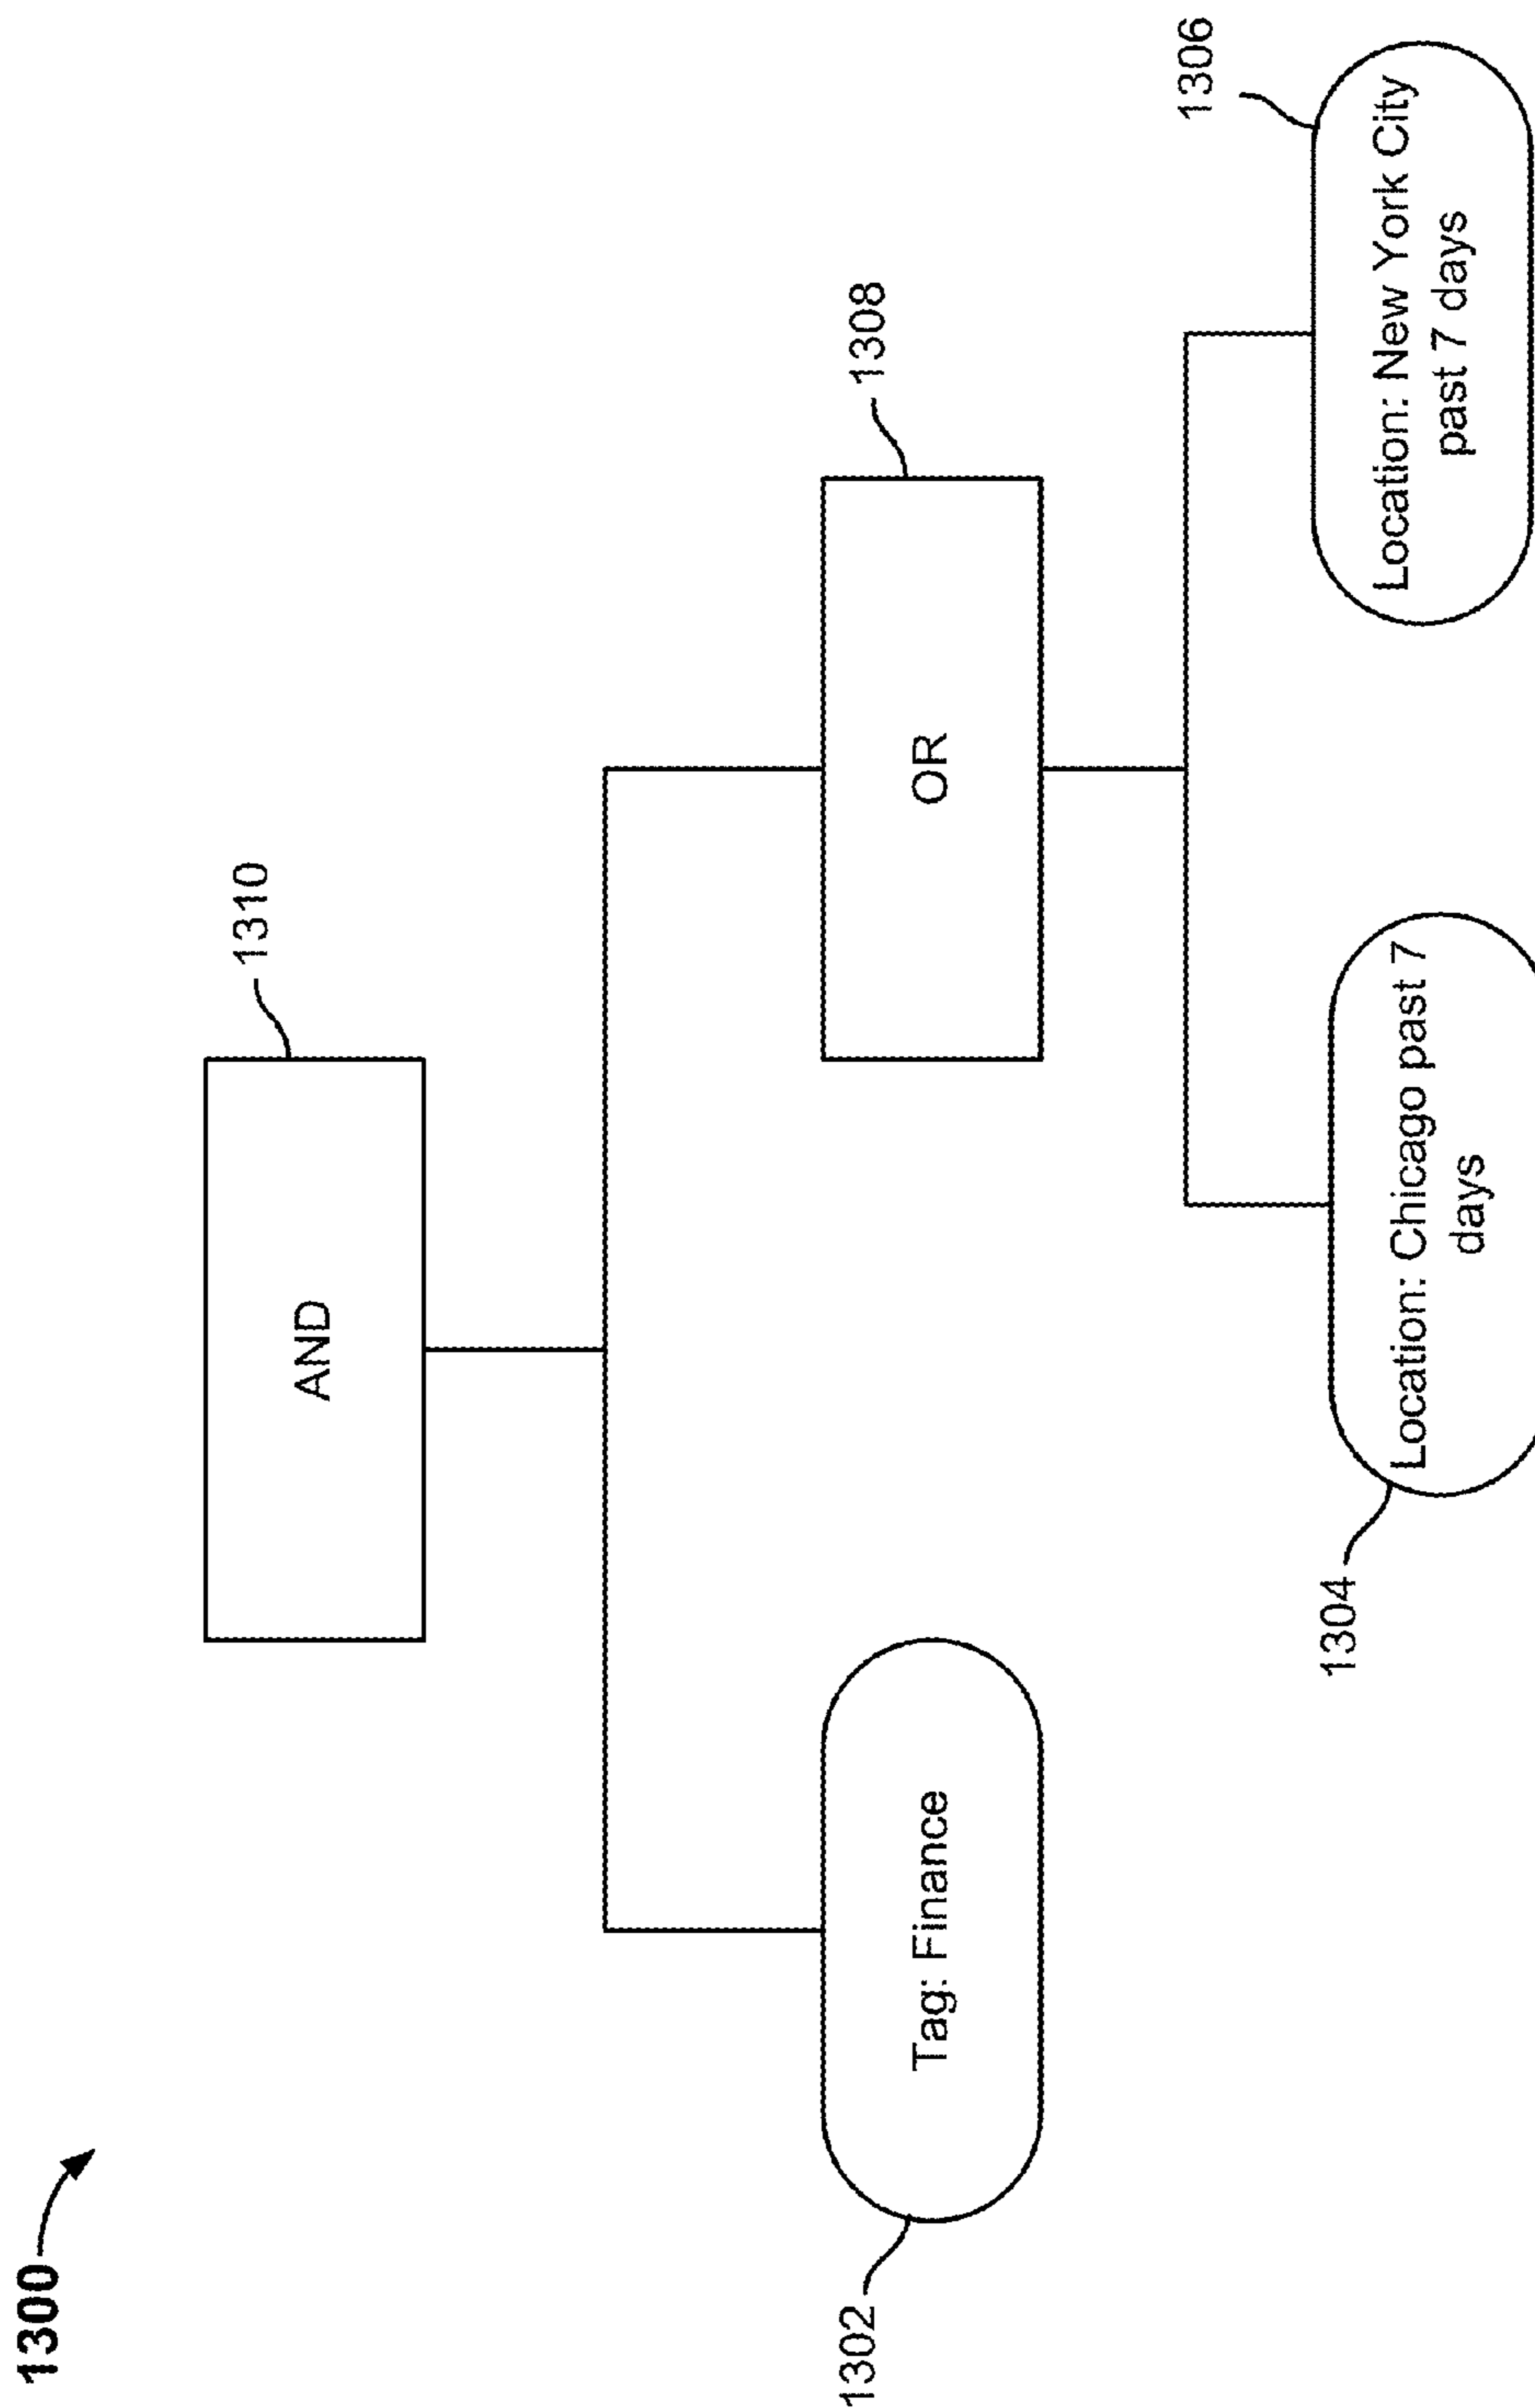 1300
1310
AND
1308
OR
1302
Tag: Finance
1306
Location: New York City
past 7 days
1304
Location: Chicago past 7
days